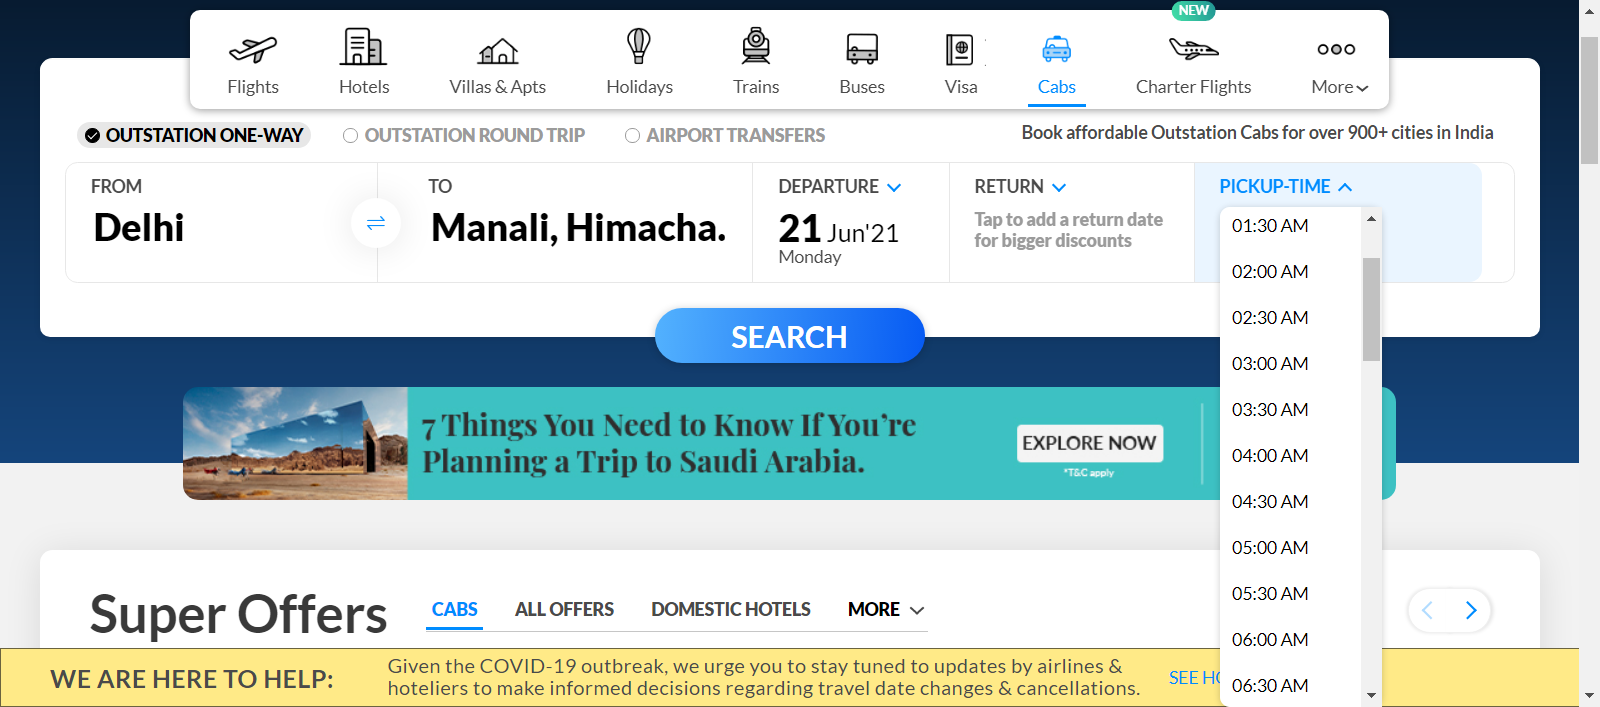 NEW
Flights
Hotels
Villas & Apts
Holidays
Trains
Buses
Visa
Cabs
Charter Flights
More
OUTSTATION ONE-WAY
OUTSTATION ROUND TRIP
AIRPORT TRANSFERS
Book affordable Outstation Cabs for over 900+ cities in India
FROM
Delhi
TO
Manali, Himacha.
DEPARTURE
21 Jun'21
Monday
RETURN
Tap to add a return date
for bigger discounts
PICKUP-TIME
01:30 AM
02:00 AM
02:30 AM
03:00 AM
03:30 AM
04:00 AM
04:30 AM
05:00 AM
05:30 AM
06:00 AM
06:30 AM
SEARCH
7 Things You Need to Know If You're
Planning a Trip to Saudi Arabia.
EXPLORE NOW
*T&C apply
Super Offers
CABS
ALL OFFERS
DOMESTIC HOTELS
MORE
WE ARE HERE TO HELP:
Given the COVID-19 outbreak, we urge you to stay tuned to updates by airlines &
hoteliers to make informed decisions regarding travel date changes & cancellations.
SEE